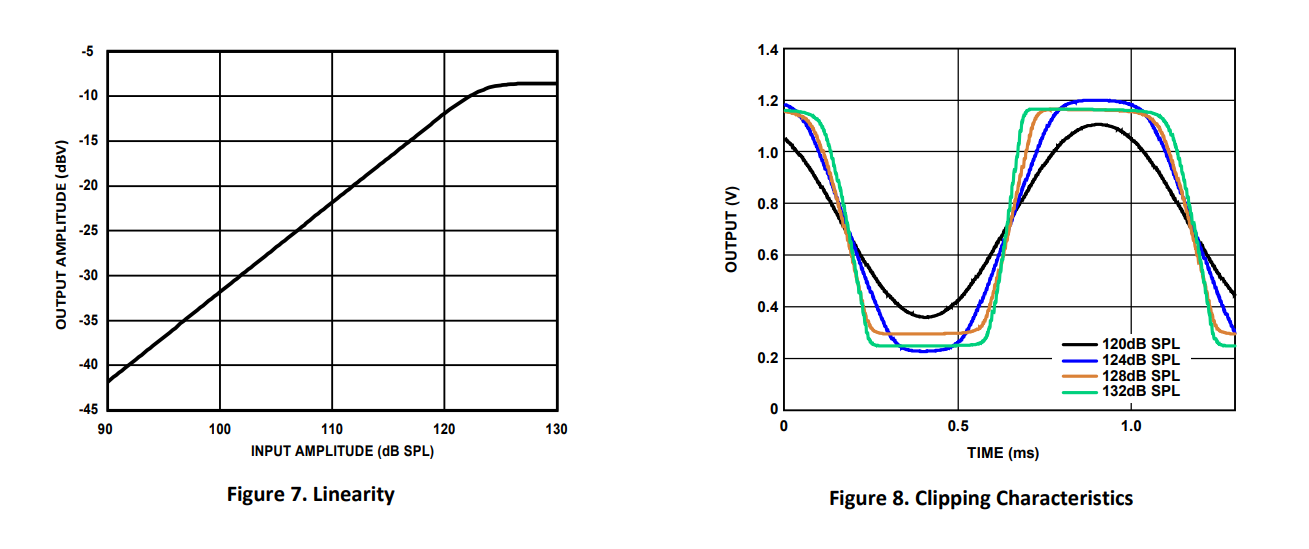 -5
-10
-15
-20
-25
-30
-35
-40
-45
OUTPUT AMPLITUDE (dBV)
90 100 110 120 130
INPUT AMPLITUDE (dB SPL)
Figure 7. Linearity
1.4
1.2
1.0
0.8
0.6
0.4
0.2
0
OUTPUT (V)
120dB SPL
124dB SPL
128dB SPL
132dB SPL
0 0.5 1.0
TIME (ms)
Figure 8. Clipping Characteristics